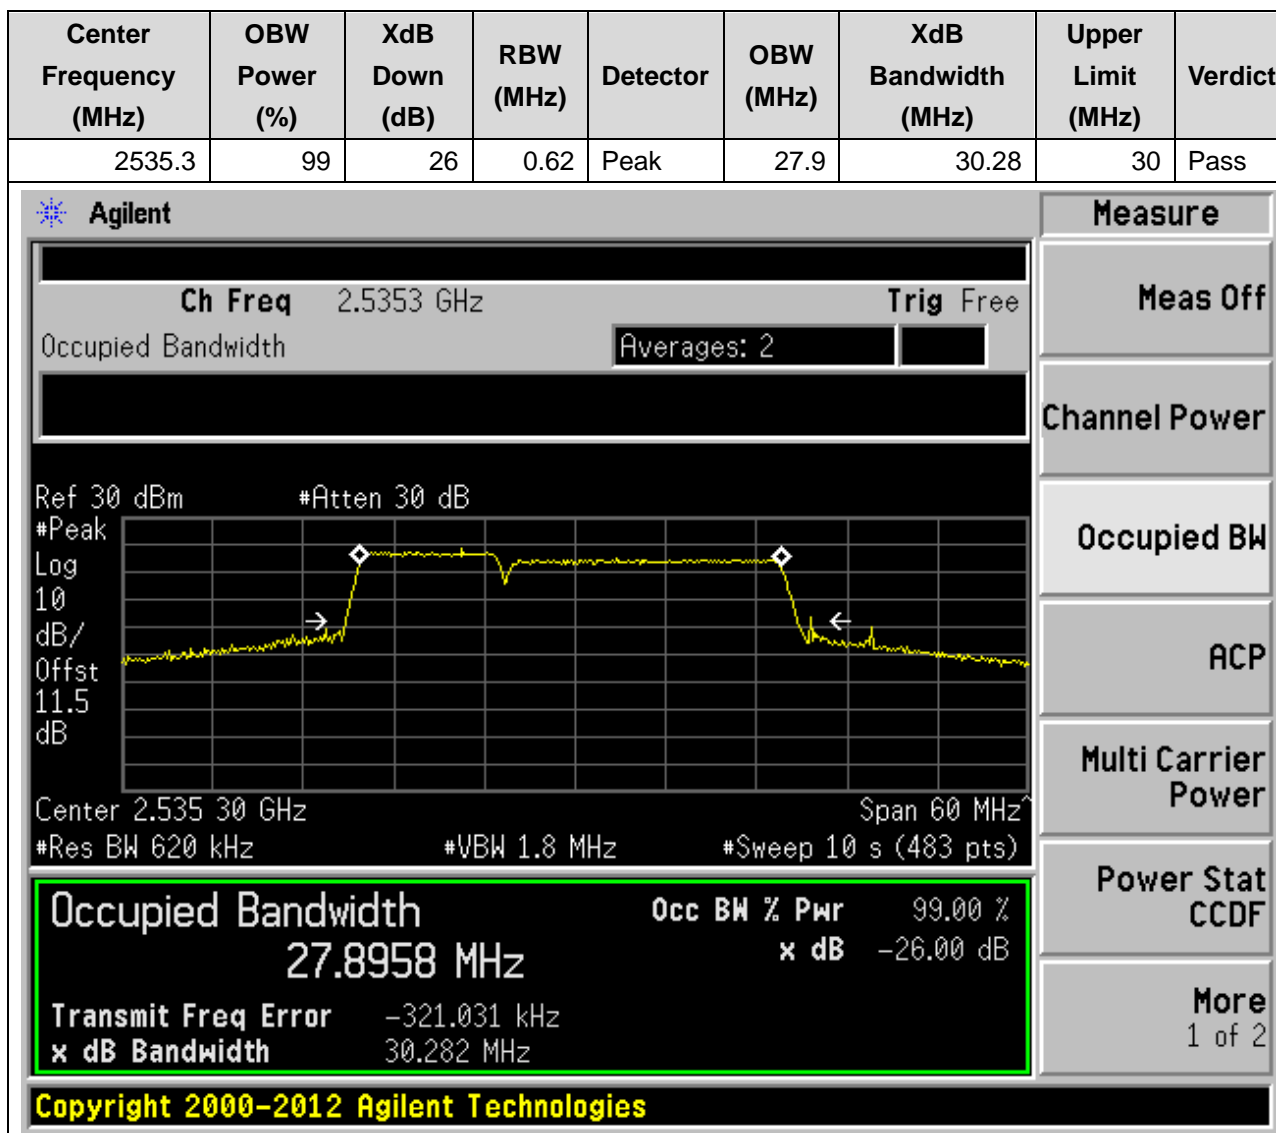 Center Frequency (MHz) OBW Power (%) XdB Down (dB) RBW (MHz) Detector OBW (MHz) XdB Bandwidth (MHz) Upper Limit (MHz) Verdict
2535.3 99 26 0.62 Peak 27.9 30.28 30 Pass
Agilent
Measure
Ch Freq 2.5353 GHz Trig Free
Meas Off
Occupied Bandwidth Averages: 2
Channel Power
Ref 30 dBm #Atten 30 dB
#Peak
Log
10
dB/
Offst
11.5
dB
Occupied BW
ACP
Multi Carrier
Power
Center 2.535 30 GHz Span 60 MHz^
#Res BW 620 kHz #VBW 1.8 MHz #Sweep 10 s (483 pts)
Power Stat
CCDF
Occupied Bandwidth Occ BW % Pwr 99.00 %
27.8958 MHz x dB -26.00 dB
Transmit Freq Error -321.031 kHz
x dB Bandwidth 30.282 MHz
More
1 of 2
Copyright 2000-2012 Agilent Technologies